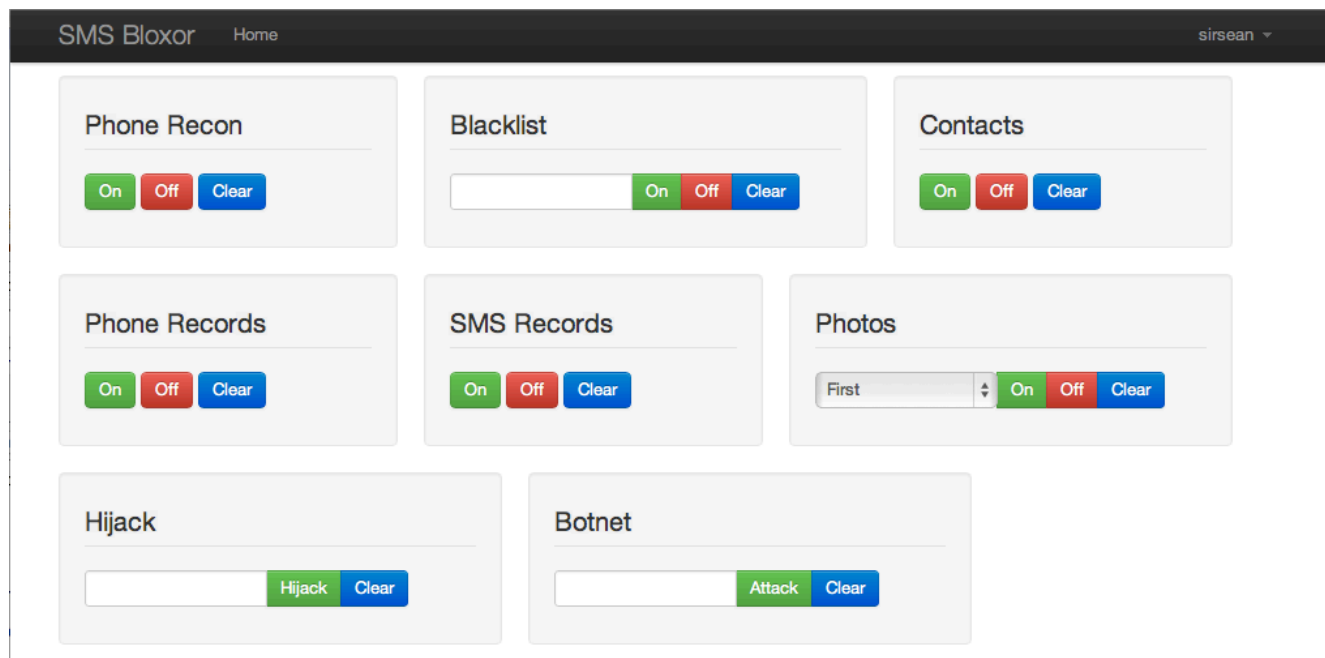 SMS Bloxor Home sirsean
Phone Recon
On Off Clear
Blacklist
On Off Clear
Contacts
On Off Clear
Phone Records
On Off Clear
SMS Records
On Off Clear
Photos
First On Off Clear
Hijack
Hijack Clear
Botnet
Attack Clear